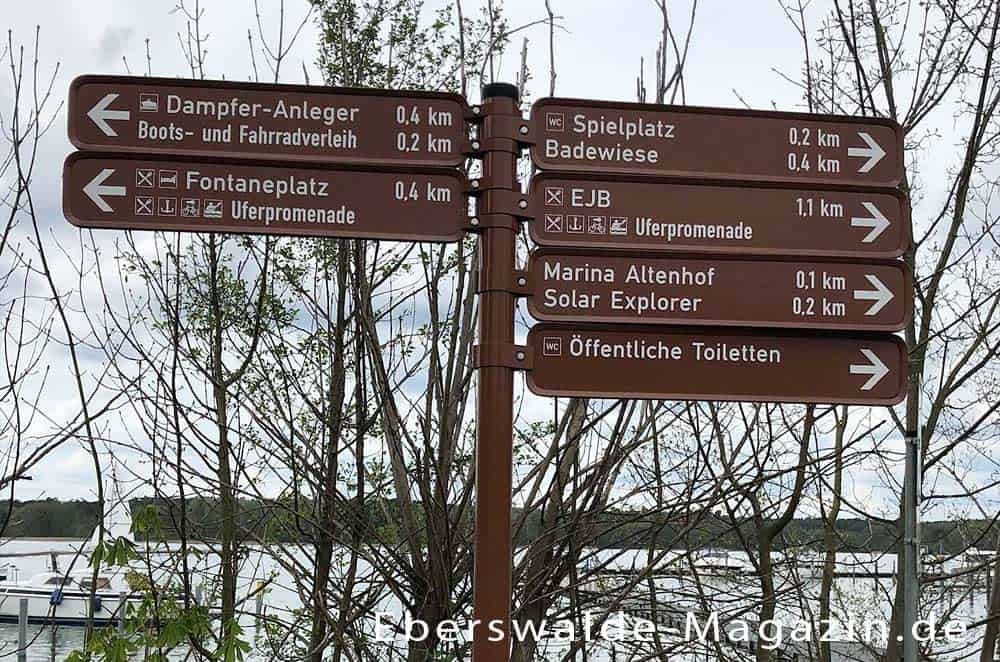 Dampfer-Anleger 0,4 km
Boots- und Fahrradverleih 0,2 km
Fontaneplatz 0,4 km
Uferpromenade
WC Spielplatz 0,2 km
Badewiese 0,4 km
EJB 1,1 km
Uferpromenade
Marina Altenhof 0,1 km
Solar Explorer 0,2 km
WC Öffentliche Toiletten
Eberswalde-Magazin.de